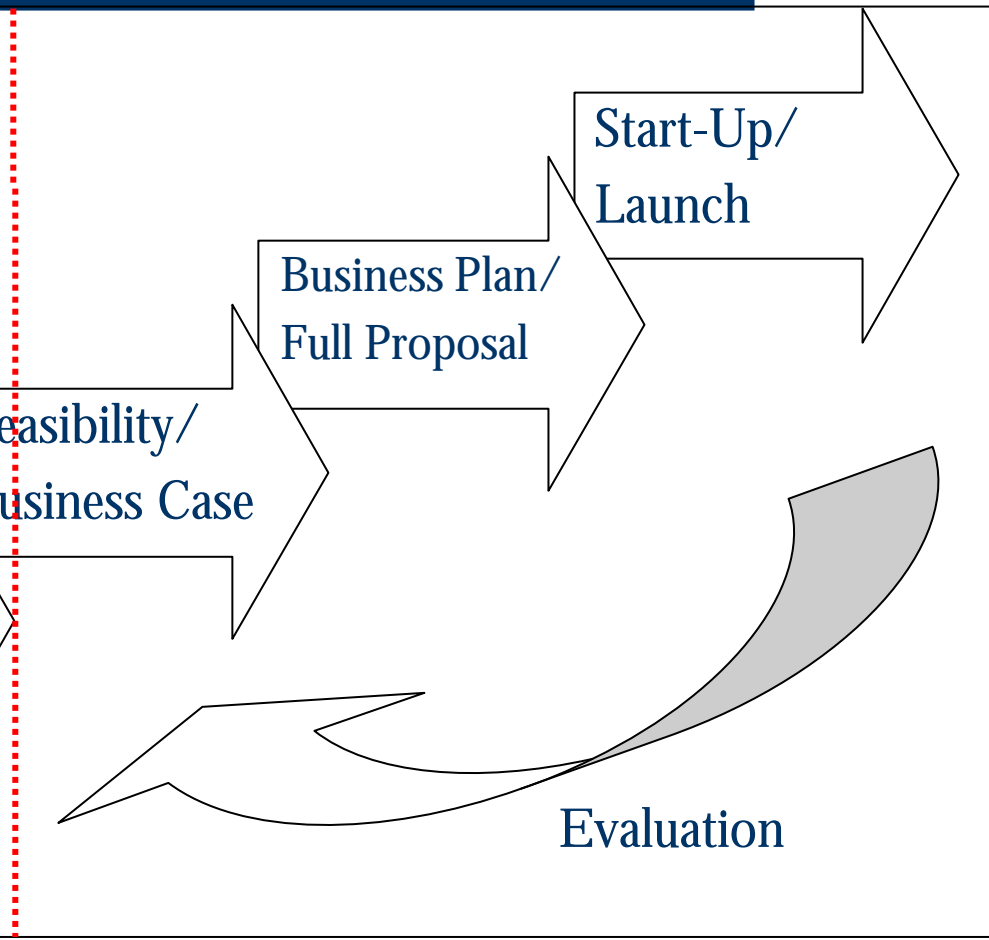 Start-Up/
Launch
Business Plan/
Full Proposal
easibility/
usiness Case
Evaluation